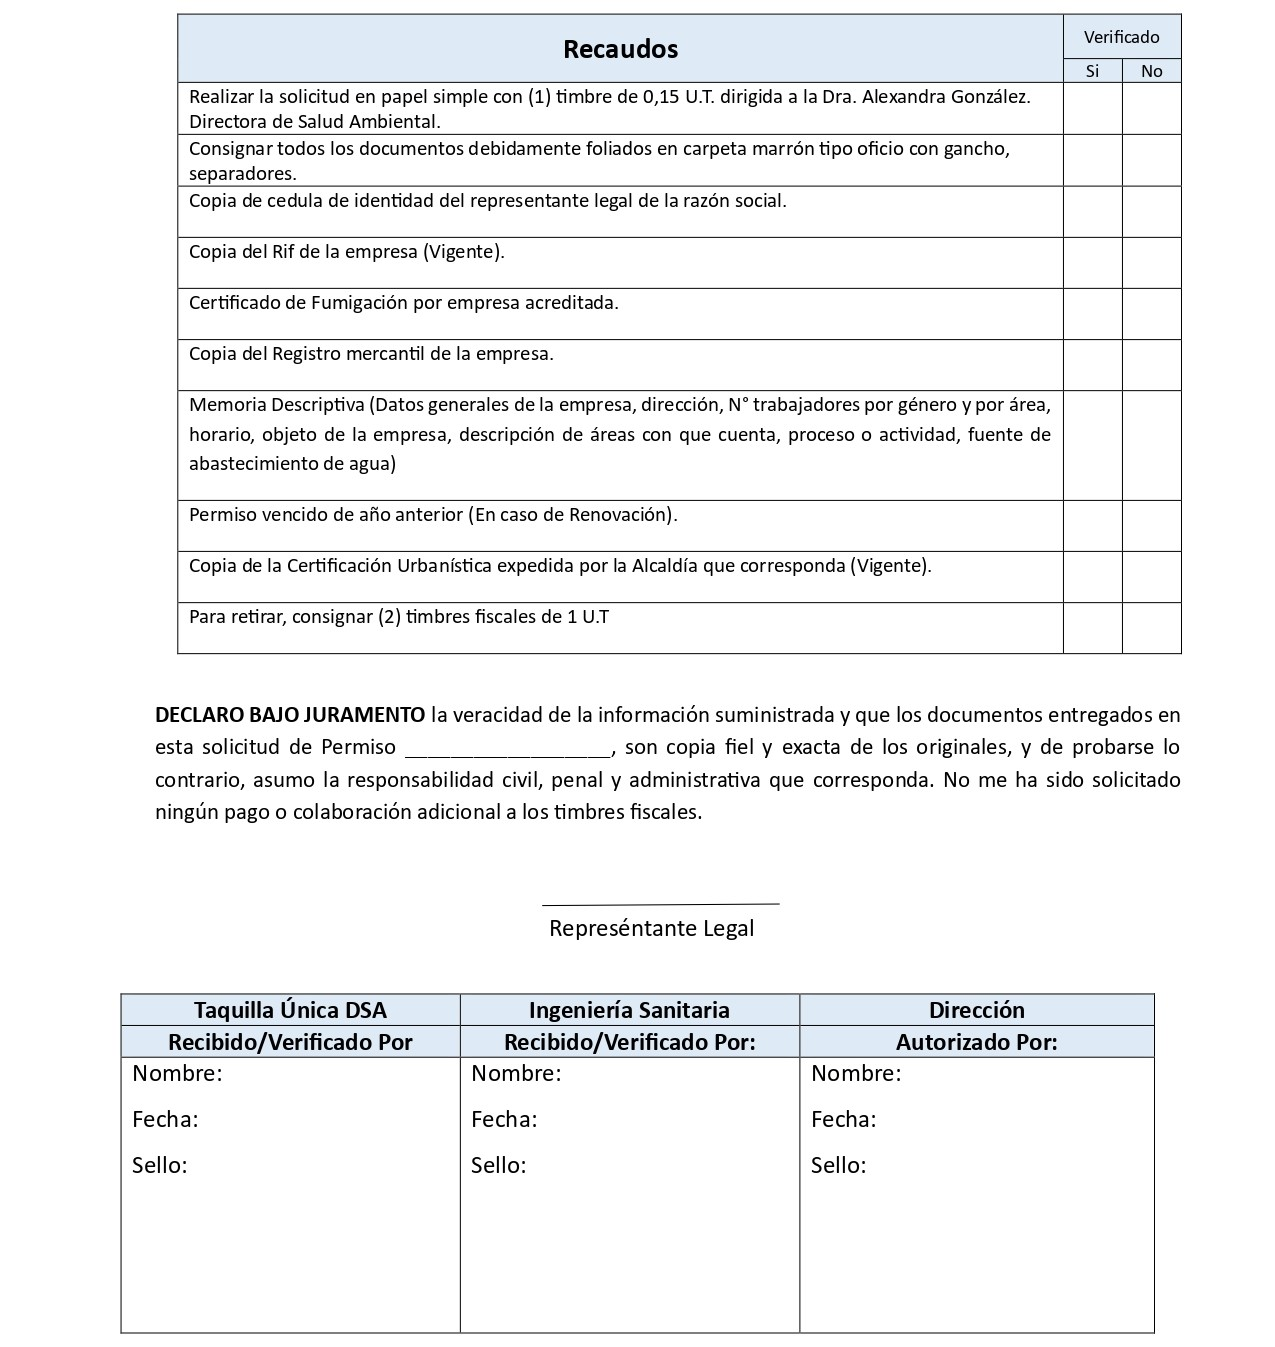 Recaudos
Verificado
Si No
Realizar la solicitud en papel simple con (1) timbre de 0,15 U.T. dirigida a la Dra. Alexandra González.
Directora de Salud Ambiental.
Consignar todos los documentos debidamente foliados en carpeta marrón tipo oficio con gancho,
separadores.
Copia de cedula de identidad del representante legal de la razón social.
Copia del Rif de la empresa (Vigente).
Certificado de Fumigación por empresa acreditada.
Copia del Registro mercantil de la empresa.
Memoria Descriptiva (Datos generales de la empresa, dirección, N° trabajadores por género y por área,
horario, objeto de la empresa, descripción de áreas con que cuenta, proceso o actividad, fuente de
abastecimiento de agua)
Permiso vencido de año anterior (En caso de Renovación).
Copia de la Certificación Urbanística expedida por la Alcaldía que corresponda (Vigente).
Para retirar, consignar (2) timbres fiscales de 1 U.T
DECLARO BAJO JURAMENTO la veracidad de la información suministrada y que los documentos entregados en
esta solicitud de Permiso __________________, son copia fiel y exacta de los originales, y de probarse lo
contrario, asumo la responsabilidad civil, penal y administrativa que corresponda. No me ha sido solicitado
ningún pago o colaboración adicional a los timbres fiscales.
Represéntante Legal
Taquilla Única DSA Ingeniería Sanitaria Dirección
Recibido/Verificado Por Recibido/Verificado Por: Autorizado Por:
Nombre: Nombre: Nombre:
Fecha: Fecha: Fecha:
Sello: Sello: Sello: